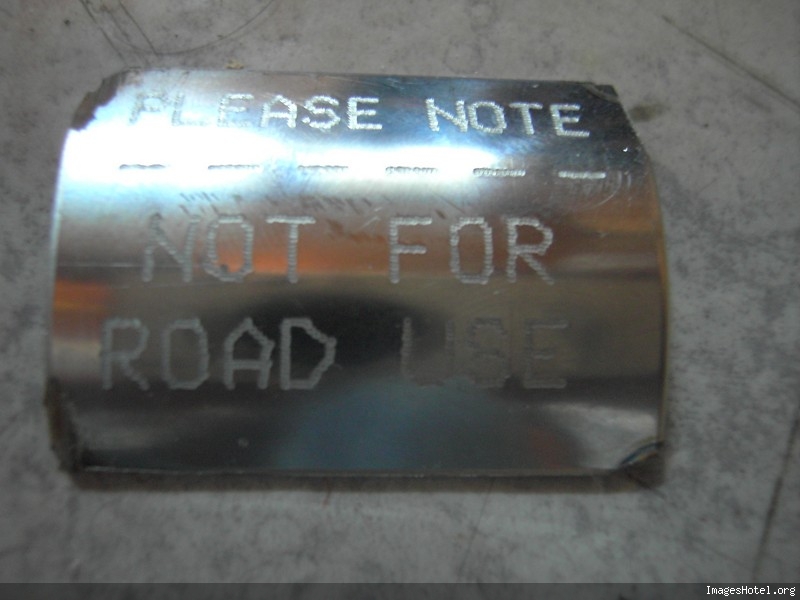 PLEASE NOTE
- - - - - -
NOT FOR
ROAD USE
ImagesHotel.org